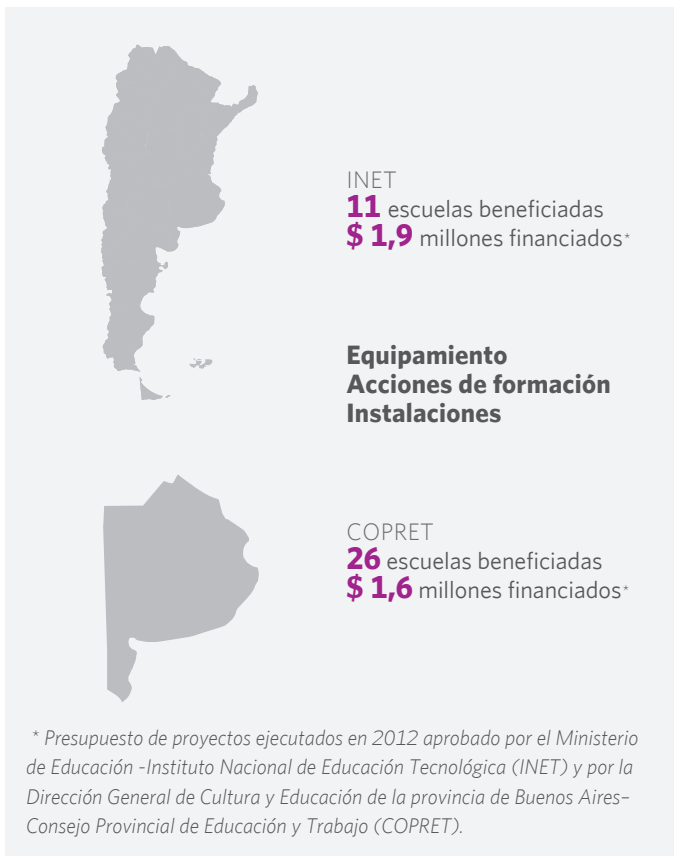 INET
11 escuelas beneficiadas
$ 1,9 millones financiados*
Equipamiento
Acciones de formación
Instalaciones
COPRET
26 escuelas beneficiadas
$ 1,6 millones financiados*
* Presupuesto de proyectos ejecutados en 2012 aprobado por el Ministerio
de Educación -Instituto Nacional de Educación Tecnológica (INET) y por la
Dirección General de Cultura y Educación de la provincia de Buenos Aires–
Consejo Provincial de Educación y Trabajo (COPRET).